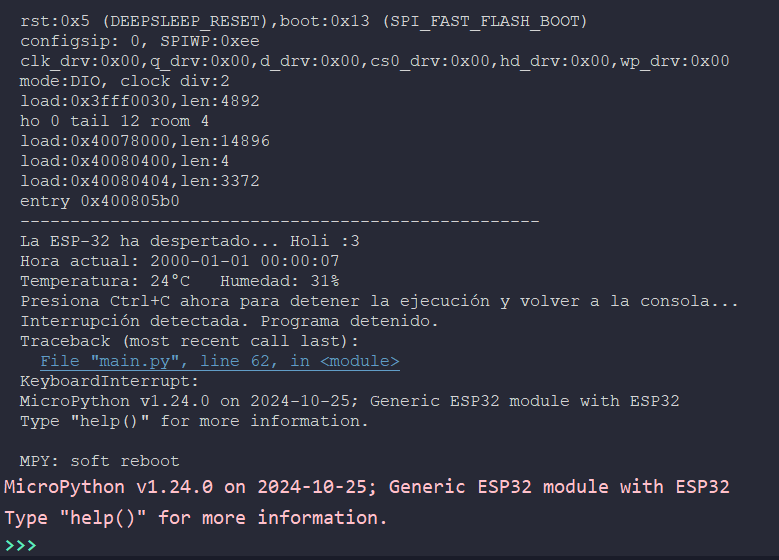 rst:0x5 (DEEPSLEEP_RESET),boot:0x13 (SPI_FAST_FLASH_BOOT)
configsip: 0, SPIWP:0xee
clk_drv:0x00,q_drv:0x00,d_drv:0x00,cs0_drv:0x00,hd_drv:0x00,wp_drv:0x00
mode:DIO, clock div:2
load:0x3fff0030,len:4892
ho 0 tail 12 room 4
load:0x40078000,len:14896
load:0x40080400,len:4
load:0x40080404,len:3372
entry 0x400805b0
----------------------------------------------------
La ESP-32 ha despertado... Holi :3
Hora actual: 2000-01-01 00:00:07
Temperatura: 24°C   Humedad: 31%
Presiona Ctrl+C ahora para detener la ejecución y volver a la consola...
Interrupción detectada. Programa detenido.
Traceback (most recent call last):
  File "main.py", line 62, in <module>
KeyboardInterrupt:
MicroPython v1.24.0 on 2024-10-25; Generic ESP32 module with ESP32
Type "help()" for more information.
MPY: soft reboot
MicroPython v1.24.0 on 2024-10-25; Generic ESP32 module with ESP32
Type "help()" for more information.
>>>